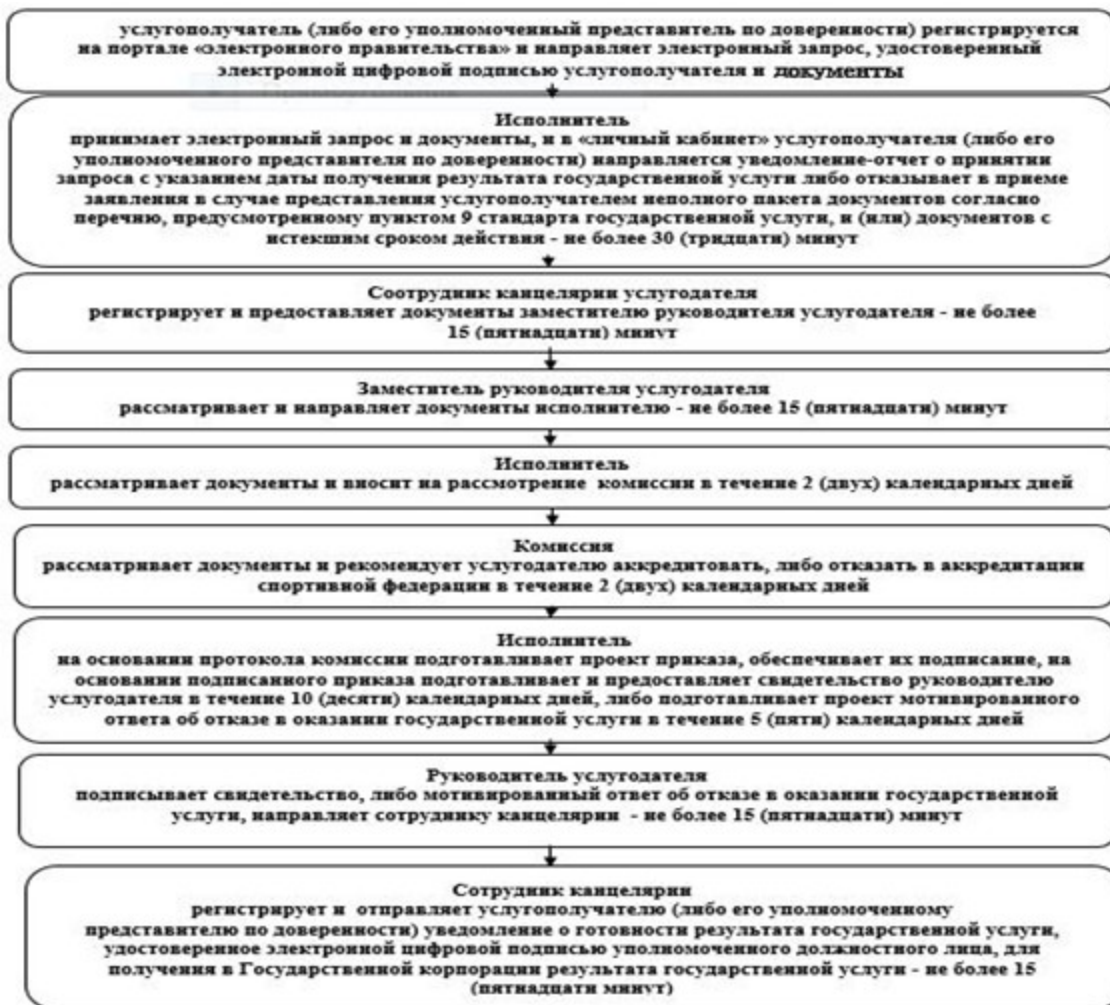 услугополучатель (либо его уполномоченный представитель по доверенности) регистрируется
на портале «электронного правительства» и направляет электронный запрос, удостоверенный
электронной цифровой подписью услугополучателя и документы
Исполнитель
принимает электронный запрос и документы, и в «личный кабинет» услугополучателя (либо его
уполномоченного представителя по доверенности) направляется уведомление-отчет о принятии
запроса с указанием даты получения результата государственной услуги либо отказывает в приеме
заявления в случае представления услугополучателем неполного пакета документов согласно
перечню, предусмотренному пунктом 9 стандарта государственной услуги, и (или) документов с
истекшим сроком действия - не более 30 (тридцати) минут
Соотрудник канцелярии услугодателя
регистрирует и предоставляет документы заместителю руководителя услугодателя - не более
15 (пятнадцати) минут
Заместитель руководителя услугодателя
рассматривает и направляет документы исполнителю - не более 15 (пятнадцати) минут
Исполнитель
рассматривает документы и вносит на рассмотрение комиссии в течение 2 (двух) календарных дней
Комиссия
рассматривает документы и рекомендует услугодателю аккредитовать, либо отказать в аккредитации
спортивной федерации в течение 2 (двух) календарных дней
Исполнитель
на основании протокола комиссии подготавливает проект приказа, обеспечивает их подписание, на
основании подписанного приказа подготавливает и предоставляет свидетельство руководителю
услугодателя в течение 10 (десяти) календарных дней, либо подготавливает проект мотивированного
ответа об отказе в оказании государственной услуги в течение 5 (пяти) календарных дней
Руководитель услугодателя
подписывает свидетельство, либо мотивированный ответ об отказе в оказании государственной
услуги, направляет сотруднику канцелярии - не более 15 (пятнадцати) минут
Сотрудник канцелярии
регистрирует и отправляет услугополучателю (либо его уполномоченному
представителю по доверенности) уведомление о готовности результата государственной услуги,
удостоверенное электронной цифровой подписью уполномоченного должностного лица, для
получения в Государственной корпорации результата государственной услуги - не более 15
(пятнадцати минут)